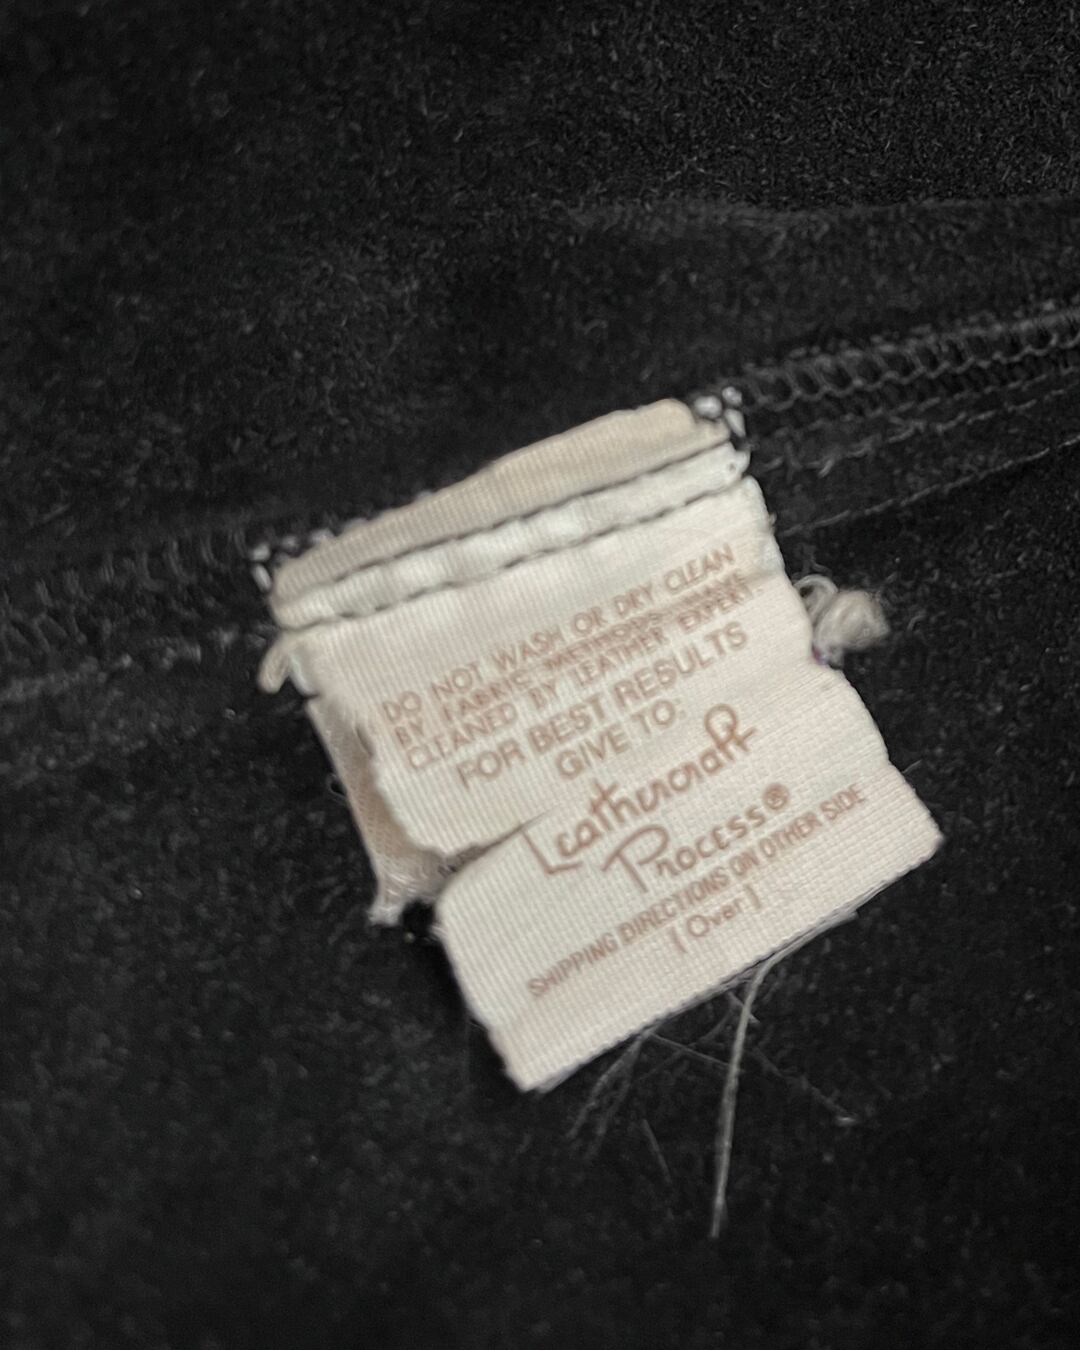 DO NOT WASH OR DRY CLEAN
BY FABRIC METHODS. HAVE
CLEANED BY LEATHER EXPERT.
FOR BEST RESULTS
GIVE TO:
Leathercraft
PROCESS®
SHIPPING DIRECTIONS ON OTHER SIDE
(Over)